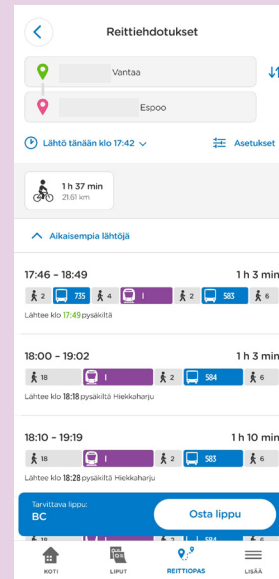 Reittiehdotukset
Vantaa
Espoo
Lähtö tänään klo 17:42
Asetukset
1 h 37 min
21.61 km
Aikaisempia lähtöjä
17:46 – 18:49 1 h 3 min
2 735 4 I 2 583 6
Lähtee klo 17:49 pysäkiltä
18:00 – 19:02 1 h 3 min
18 I 2 584 6
Lähtee klo 18:18 pysäkiltä Hiekkaharju
18:10 – 19:19 1 h 10 min
18 I 2 583 6
Lähtee klo 18:28 pysäkiltä Hiekkaharju
Tarvittava lippu:
BC
Osta lippu
KOTI LIPUT REITTIOPAS LISÄÄ